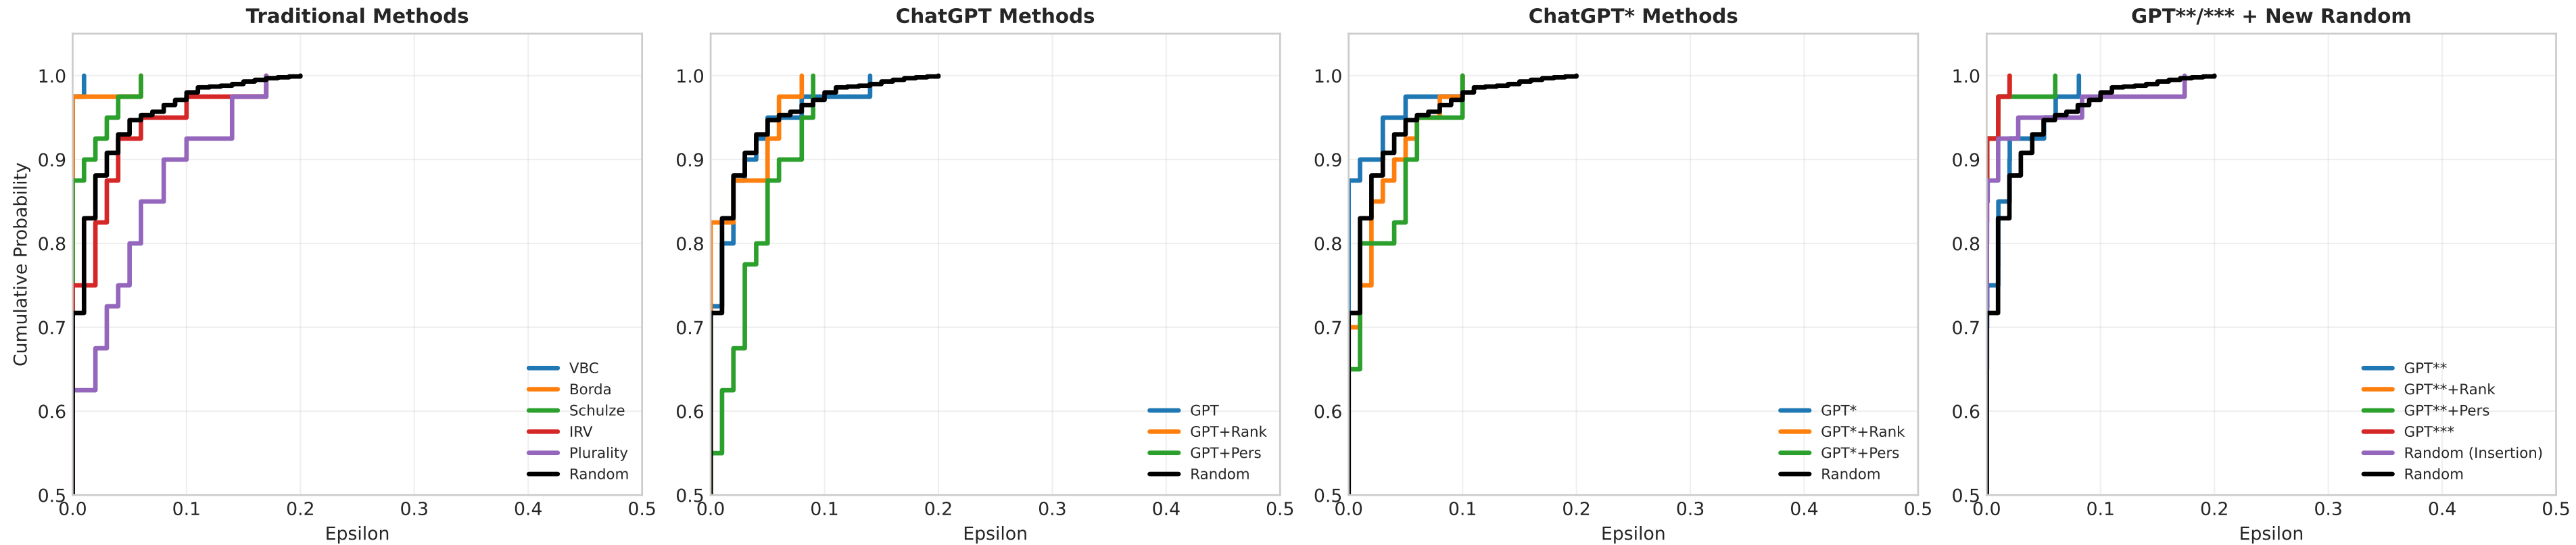 Traditional Methods
Cumulative Probability
1.0
0.9
0.8
0.7
0.6
0.5
0.0 0.1 0.2 0.3 0.4 0.5
Epsilon
VBC
Borda
Schulze
IRV
Plurality
Random
ChatGPT Methods
1.0
0.9
0.8
0.7
0.6
0.5
0.0 0.1 0.2 0.3 0.4 0.5
Epsilon
GPT
GPT+Rank
GPT+Pers
Random
ChatGPT* Methods
1.0
0.9
0.8
0.7
0.6
0.5
0.0 0.1 0.2 0.3 0.4 0.5
Epsilon
GPT*
GPT*+Rank
GPT*+Pers
Random
GPT**/*** + New Random
1.0
0.9
0.8
0.7
0.6
0.5
0.0 0.1 0.2 0.3 0.4 0.5
Epsilon
GPT**
GPT**+Rank
GPT**+Pers
GPT***
Random (Insertion)
Random